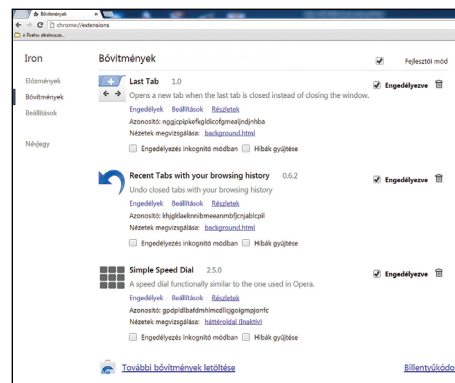 Bővítmények
chrome://extensions
A Firefox alkalmazás...
Iron
Előzmények
Bővítmények
Beállítások
Névjegy
Bővítmények
Fejlesztői mód
Last Tab 1.0
Engedélyezve
Opens a new tab when the last tab is closed instead of closing the window.
Engedélyek Beállítások Részletek
Azonosító: nggjcpipkefkgldicofgmealjndjnhba
Nézetek megvizsgálása: background.html
Engedélyezés inkognitó módban Hibák gyűjtése
Recent Tabs with your browsing history 0.6.2
Engedélyezve
Undo closed tabs with your browsing history
Engedélyek Beállítások Részletek
Azonosító: khjgklaeknnibmeeanmbfjcnjablcpil
Nézetek megvizsgálása: background.html
Engedélyezés inkognitó módban Hibák gyűjtése
Simple Speed Dial 2.5.0
Engedélyezve
A speed dial functionally similar to the one used in Opera.
Engedélyek Beállítások Részletek
Azonosító:
Nézetek megvizsgálása: háttéroldal (Inaktív)
Engedélyezés inkognitó módban Hibák gyűjtése
További bővítmények letöltése
Billentyűkódo